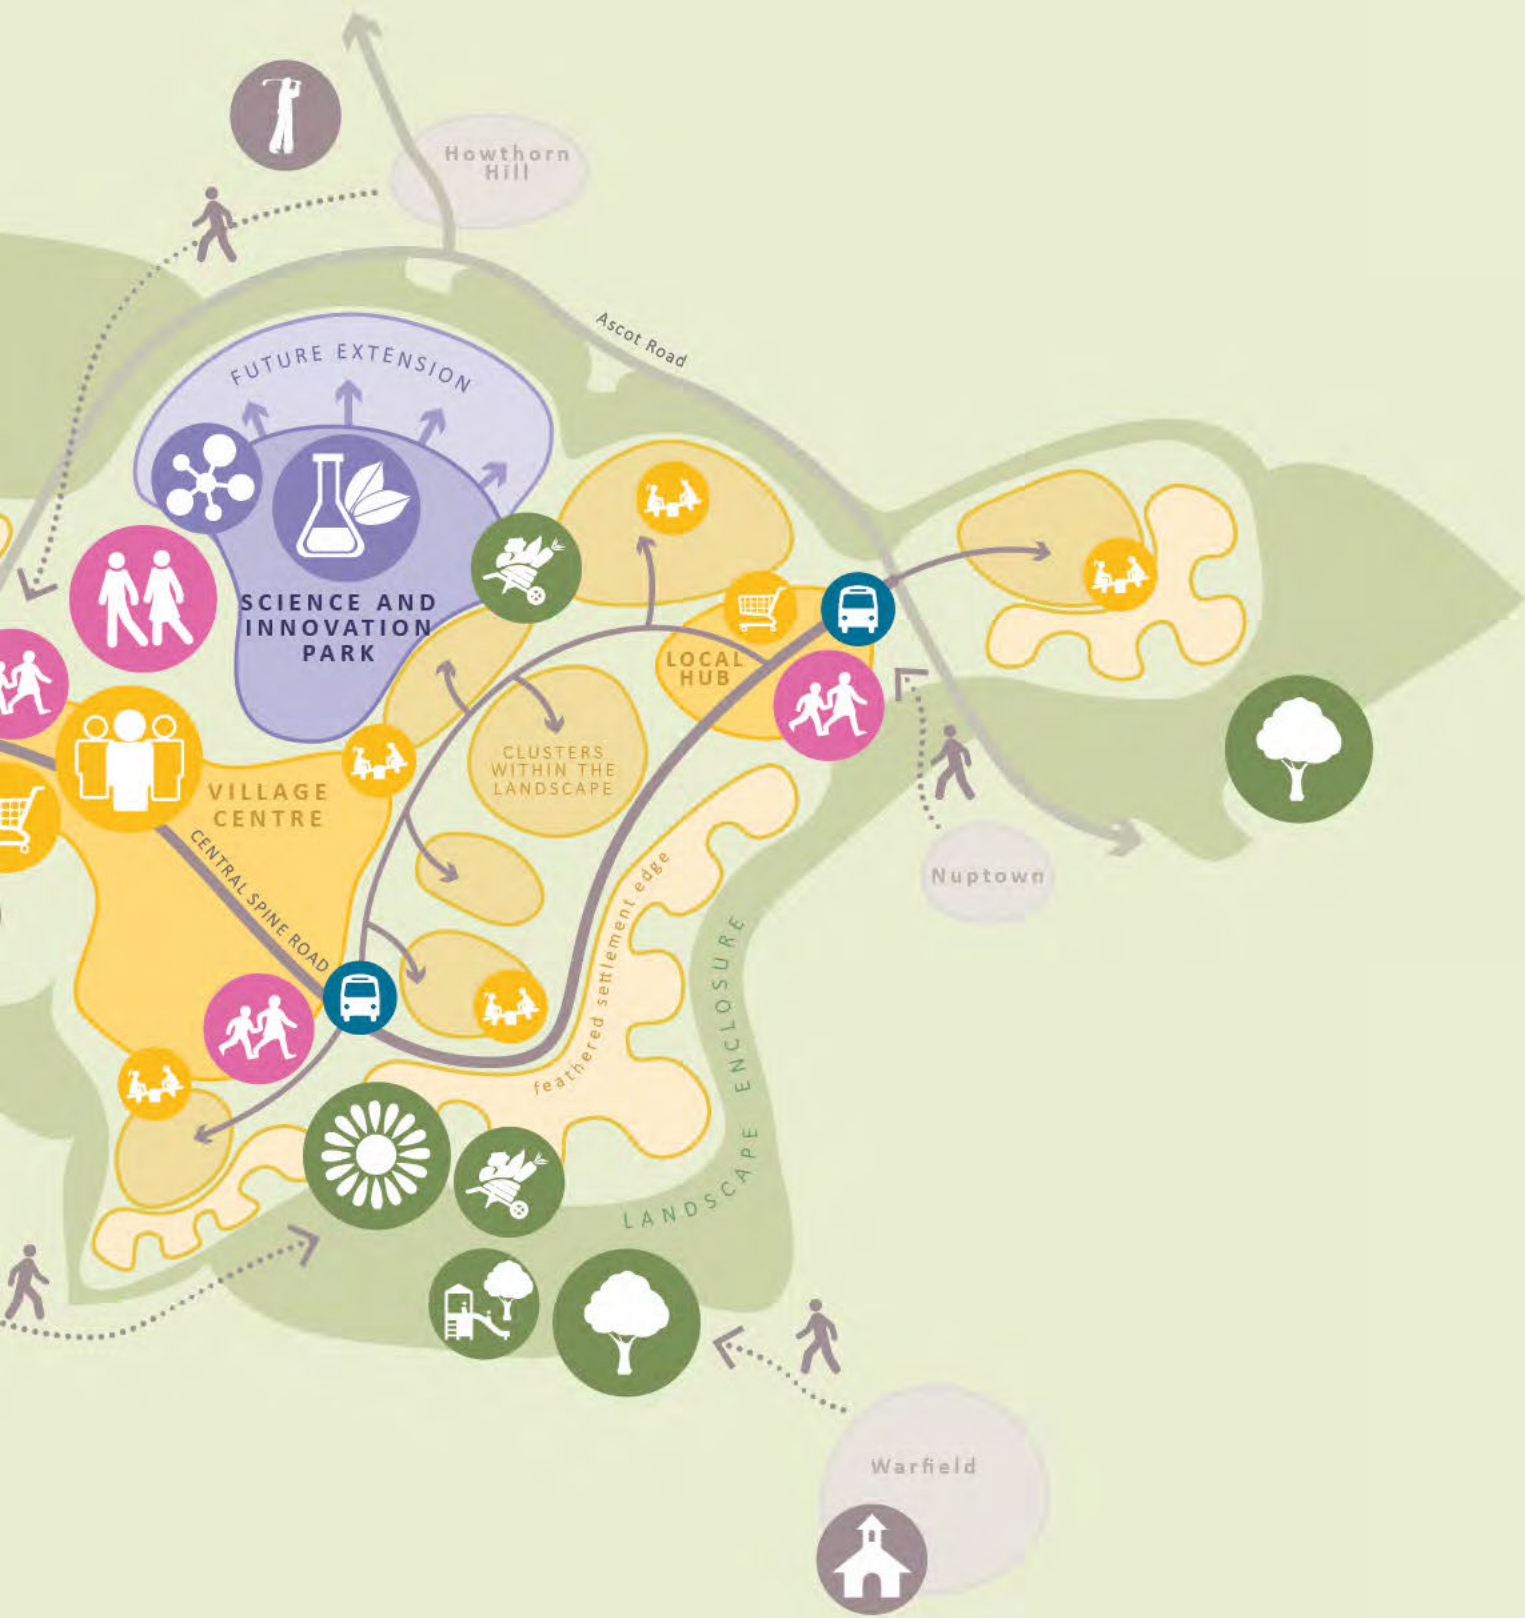 Howthorn
Hill
Ascot Road
FUTURE EXTENSION
SCIENCE AND
INNOVATION
PARK
LOCAL
HUB
CLUSTERS
WITHIN THE
LANDSCAPE
VILLAGE
CENTRE
CENTRAL SPINE ROAD
feathered settlement edge
Nuptown
LANDSCAPE ENCLOSURE
Warfield